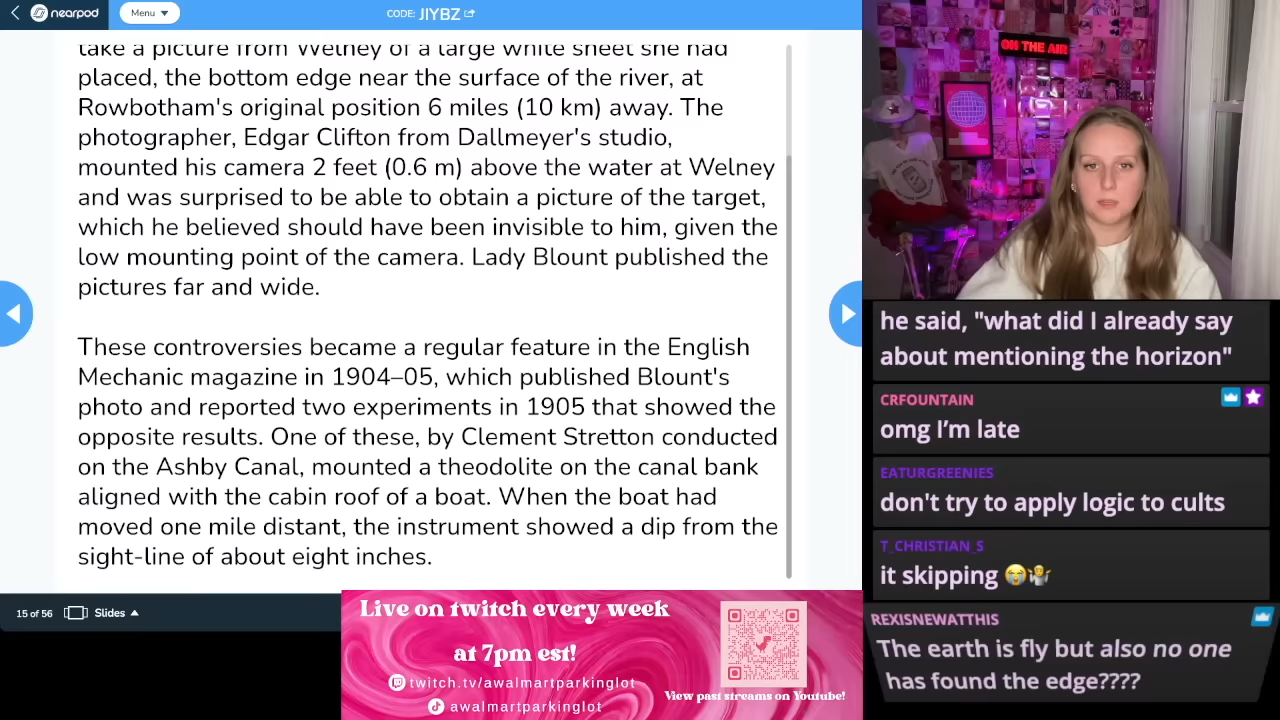 nearpod
Menu
CODE: JIYBZ
take a picture from Welney of a large white sheet she had
placed, the bottom edge near the surface of the river, at
Rowbotham's original position 6 miles (10 km) away. The
photographer, Edgar Clifton from Dallmeyer's studio,
mounted his camera 2 feet (0.6 m) above the water at Welney
and was surprised to be able to obtain a picture of the target,
which he believed should have been invisible to him, given the
low mounting point of the camera. Lady Blount published the
pictures far and wide.
These controversies became a regular feature in the English
Mechanic magazine in 1904–05, which published Blount's
photo and reported two experiments in 1905 that showed the
opposite results. One of these, by Clement Stretton conducted
on the Ashby Canal, mounted a theodolite on the canal bank
aligned with the cabin roof of a boat. When the boat had
moved one mile distant, the instrument showed a dip from the
sight-line of about eight inches.
15 of 56
Slides
Live on twitch every week
at 7pm est!
twitch.tv/awalmartparkinglot
awalmartparkinglot
View past streams on Youtube!
ON THE AIR
he said, "what did I already say
about mentioning the horizon"
CRFOUNTAIN
omg I'm late
EATURGREENIES
don't try to apply logic to cults
T_CHRISTIAN_S
it skipping 😭🤷
REXISNEWATTHIS
The earth is fly but also no one
has found the edge????